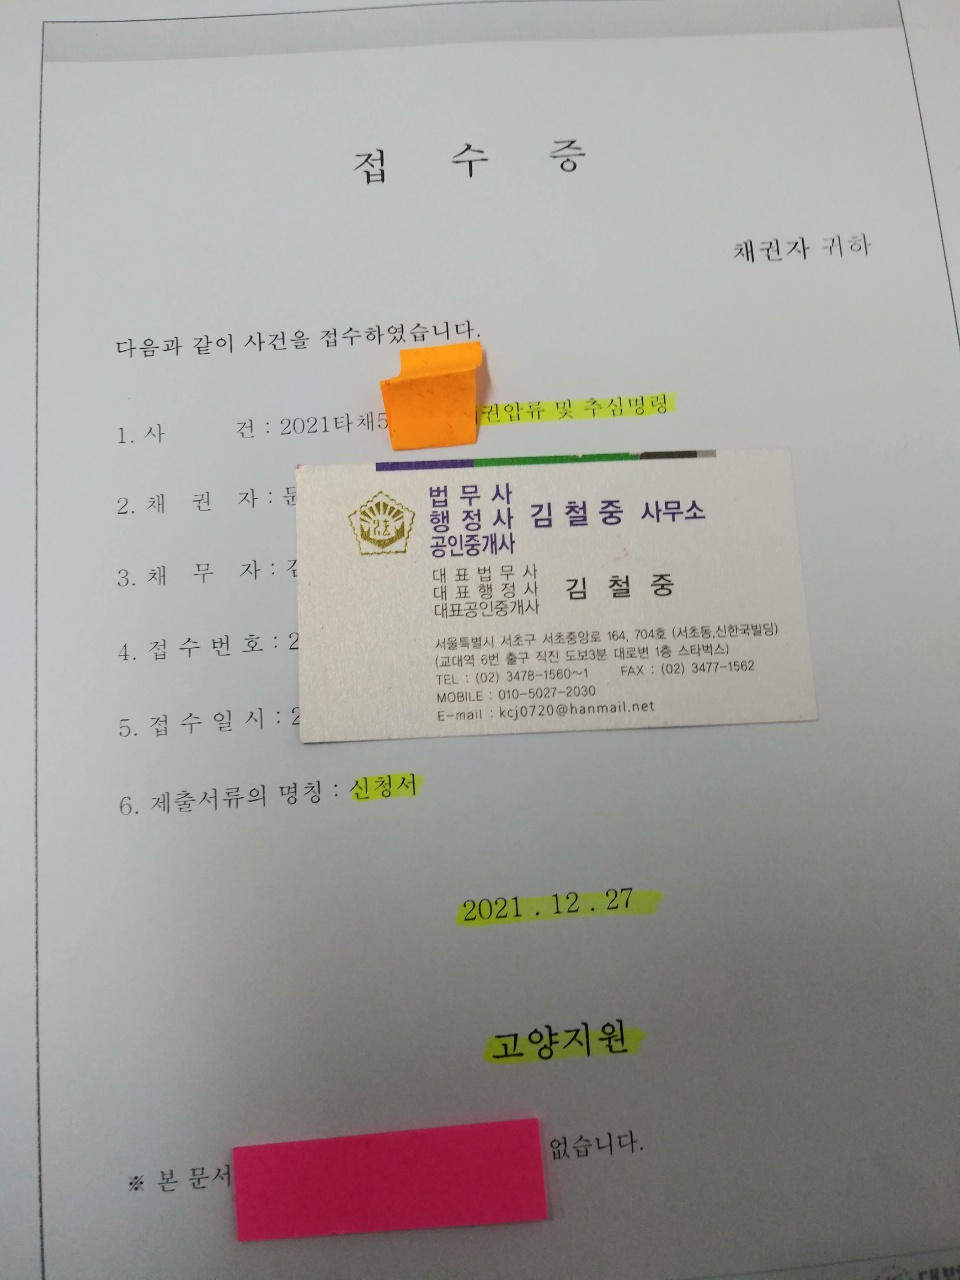 접 수 증
채권자 귀하
다음과 같이 사건을 접수하였습니다.
1. 사 건 : 2021타채5 권압류 및 추심명령
2. 채 권 자 :
3. 채 무 자 :
4. 접 수 번 호 : 2
5. 접 수 일 시 : 2
6. 제출서류의 명칭 : 신청서
법 무 사
행 정 사 김 철 중 사무소
공인중개사
대 표 법 무 사
대 표 행 정 사 김 철 중
대표공인중개사
서울특별시 서초구 서초중앙로 164, 704호 (서초동,신한국빌딩)
(교대역 6번 출구 직진 도보3분 대로변 1층 스타벅스)
TEL : (02) 3478-1560~1 FAX : (02) 3477-1562
MOBILE : 010-5027-2030
E-mail : kcj0720@hanmail.net
2021 . 12 . 27
고양지원
※ 본 문서 없습니다.